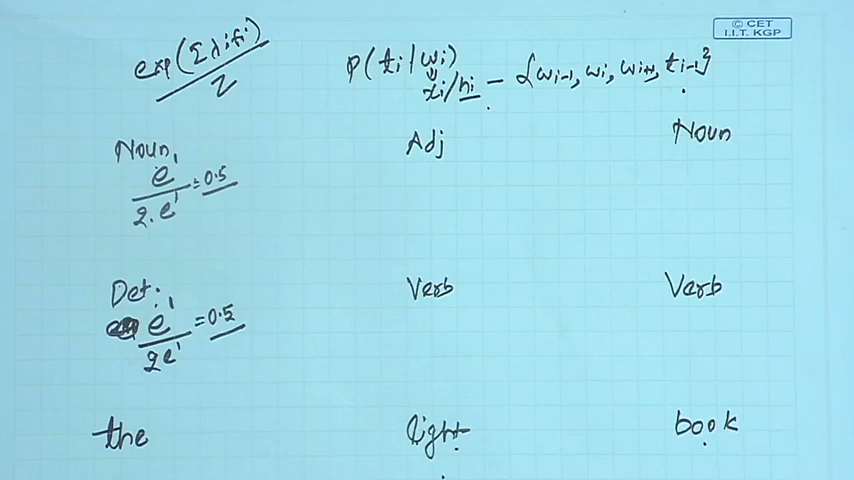 © CET
I.I.T. KGP
exp(Σλifi)
Z
P(ti|wi)
ti/hi - {wi-1, wi, wi+1, ti-1}
Noun Adj Noun
e¹
2.e¹ = 0.5
Det. Verb Verb
e¹
2e¹ = 0.5
the light book